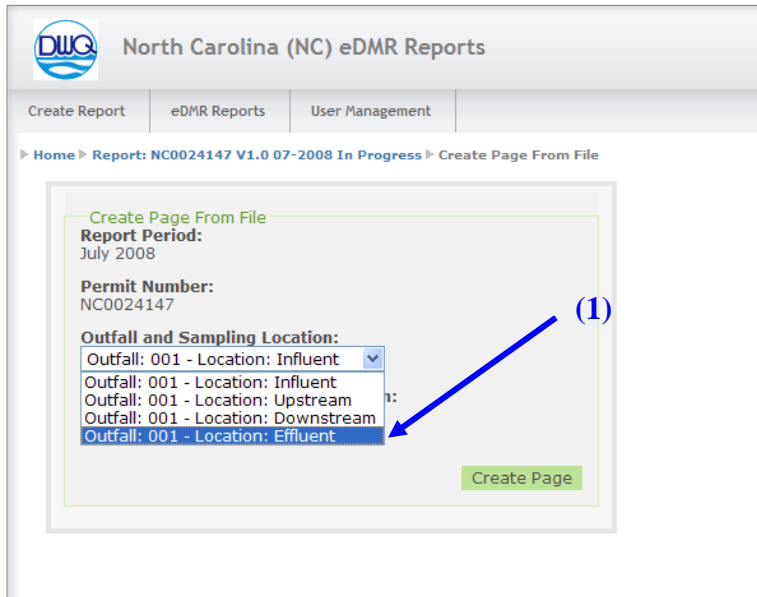 DWQ
North Carolina (NC) eDMR Reports
Create Report
eDMR Reports
User Management
Home Report: NC0024147 V1.0 07-2008 In Progress Create Page From File
Create Page From File
Report Period:
July 2008
Permit Number:
NC0024147
(1)
Outfall and Sampling Location:
Outfall: 001 - Location: Influent
Outfall: 001 - Location: Influent
Outfall: 001 - Location: Upstream
Outfall: 001 - Location: Downstream
Outfall: 001 - Location: Effluent
Create Page